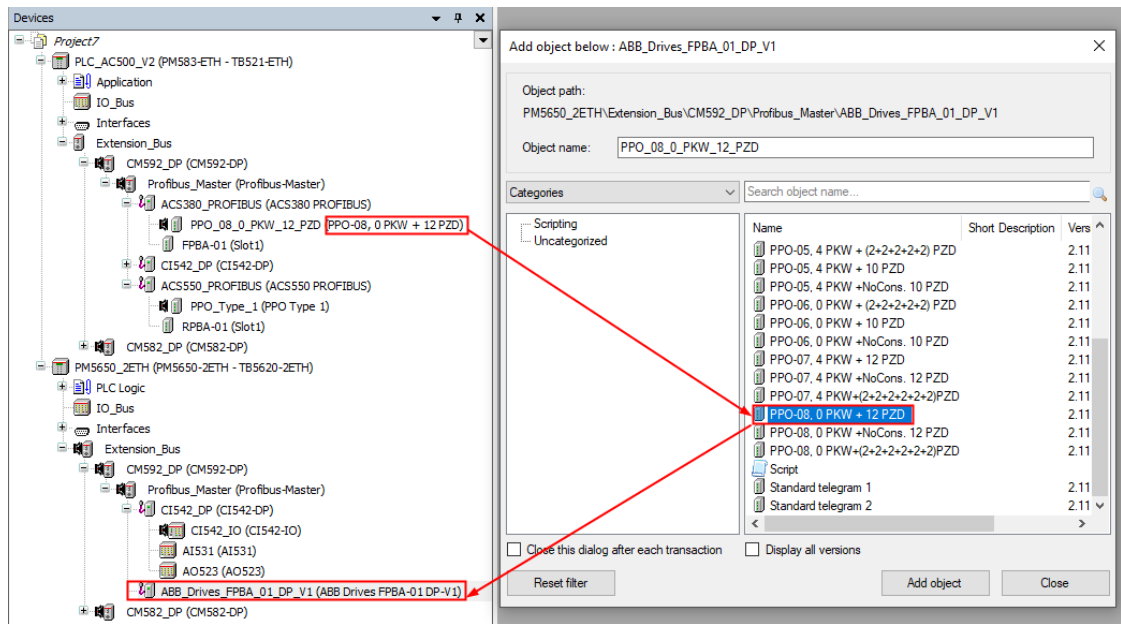 Devices
Project7
PLC_AC500_V2 (PM583-ETH - TB521-ETH)
Application
IO_Bus
Interfaces
Extension_Bus
CM592_DP (CM592-DP)
Profibus_Master (Profibus-Master)
ACS380_PROFIBUS (ACS380 PROFIBUS)
PPO_08_0_PKW_12_PZD (PPO-08, 0 PKW + 12 PZD)
FPBA-01 (Slot1)
CI542_DP (CI542-DP)
ACS550_PROFIBUS (ACS550 PROFIBUS)
PPO_Type_1 (PPO Type 1)
RPBA-01 (Slot1)
CM582_DP (CM582-DP)
PM5650_2ETH (PM5650-2ETH - TB5620-2ETH)
PLC Logic
IO_Bus
Interfaces
Extension_Bus
CM592_DP (CM592-DP)
Profibus_Master (Profibus-Master)
CI542_DP (CI542-DP)
CI542_IO (CI542-IO)
AI531 (AI531)
AO523 (AO523)
ABB_Drives_FPBA_01_DP_V1 (ABB Drives FPBA-01 DP-V1)
CM582_DP (CM582-DP)
Add object below : ABB_Drives_FPBA_01_DP_V1
Object path:
PM5650_2ETH\Extension_Bus\CM592_DP\Profibus_Master\ABB_Drives_FPBA_01_DP_V1
Object name: PPO_08_0_PKW_12_PZD
Categories
Search object name...
Scripting
Uncategorized
Name Short Description Vers
PPO-05, 4 PKW + (2+2+2+2+2) PZD 2.11
PPO-05, 4 PKW + 10 PZD 2.11
PPO-05, 4 PKW +NoCons. 10 PZD 2.11
PPO-06, 0 PKW + (2+2+2+2+2) PZD 2.11
PPO-06, 0 PKW + 10 PZD 2.11
PPO-06, 0 PKW +NoCons. 10 PZD 2.11
PPO-07, 4 PKW + 12 PZD 2.11
PPO-07, 4 PKW +NoCons. 12 PZD 2.11
PPO-07, 4 PKW+(2+2+2+2+2+2)PZD 2.11
PPO-08, 0 PKW + 12 PZD 2.11
PPO-08, 0 PKW +NoCons. 12 PZD 2.11
PPO-08, 0 PKW+(2+2+2+2+2+2)PZD 2.11
Script
Standard telegram 1 2.11
Standard telegram 2 2.11
Close this dialog after each transaction
Display all versions
Reset filter
Add object
Close